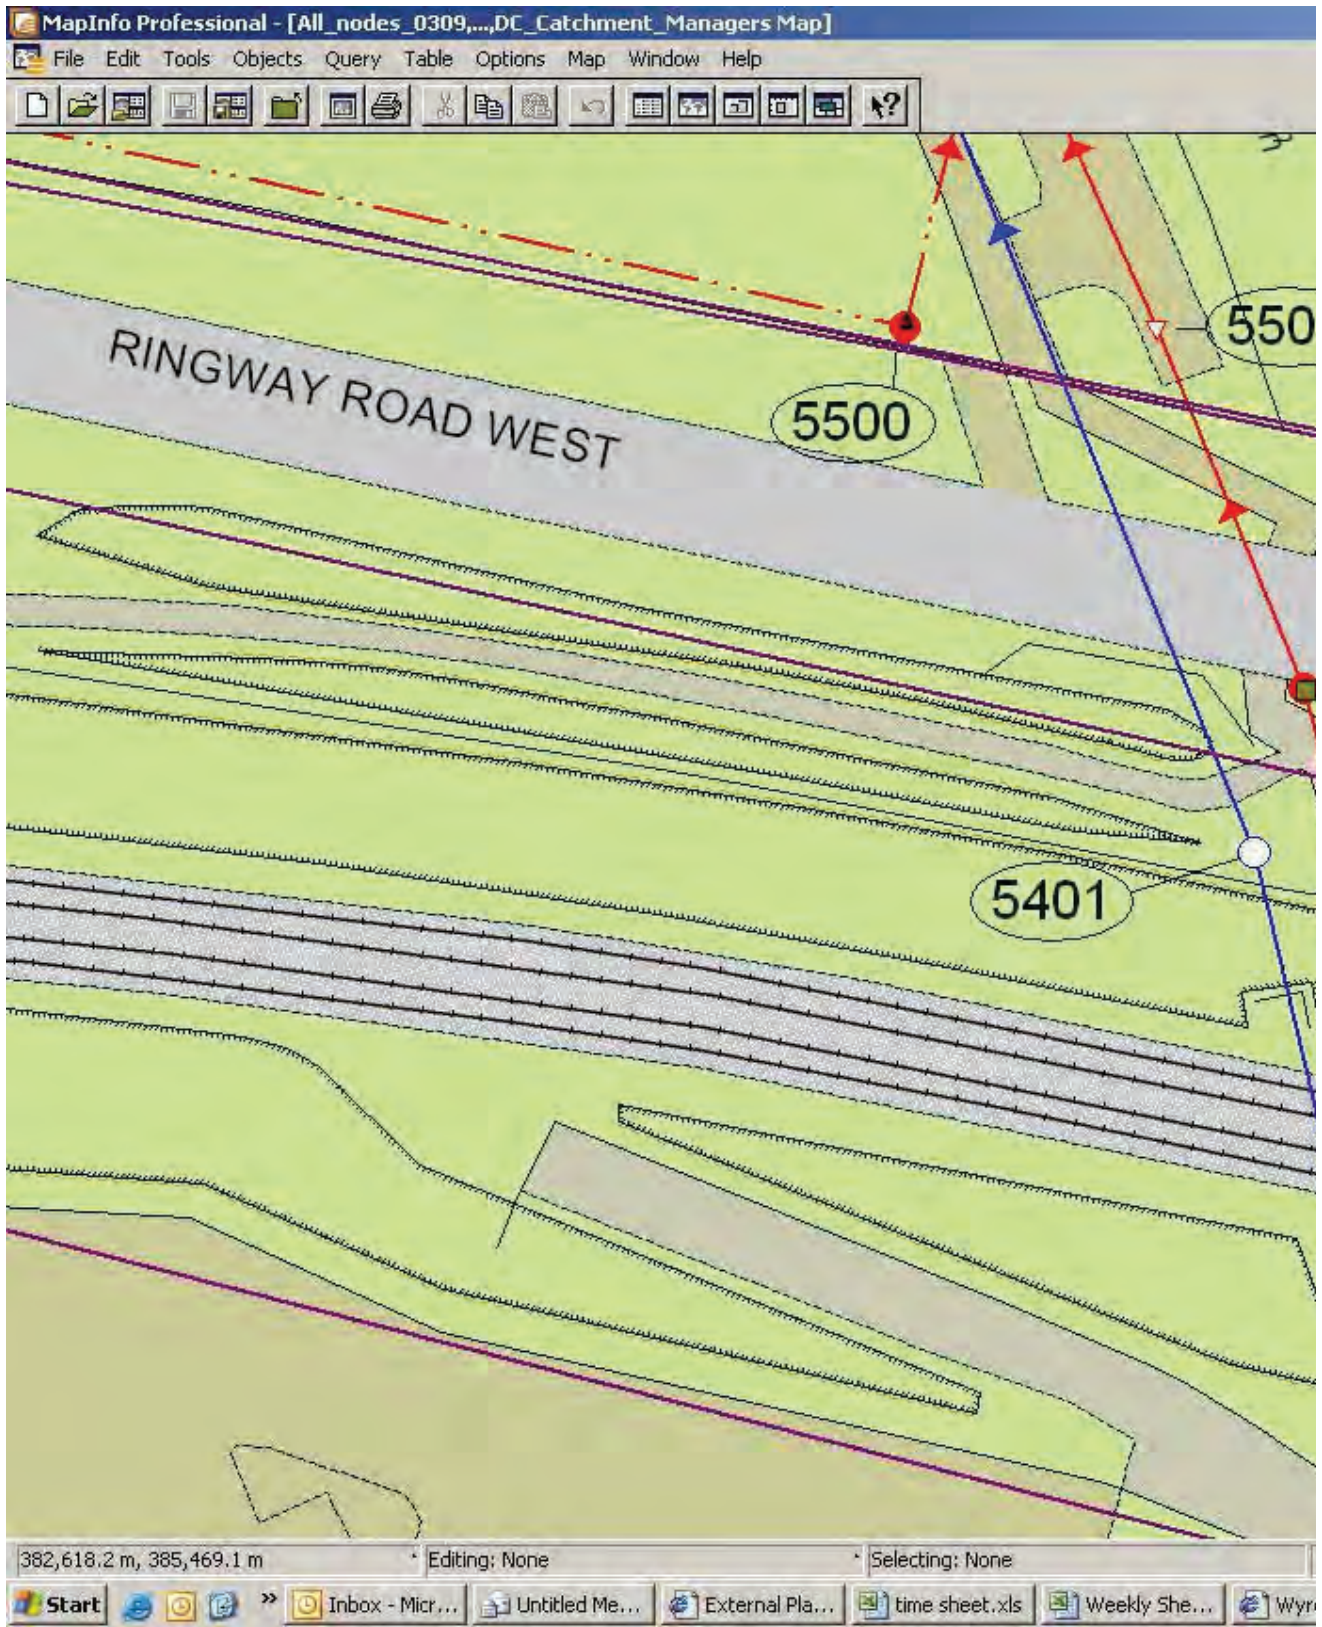 MapInfo Professional - [All_nodes_0309,...,DC_Catchment_Managers Map]
File Edit Tools Objects Query Table Options Map Window Help
550
RINGWAY ROAD WEST
5500
5401
382,618.2 m, 385,469.1 m Editing: None Selecting: None
Start » Inbox - Micr... Untitled Me... External Pla... time sheet.xls Weekly She... Wyr